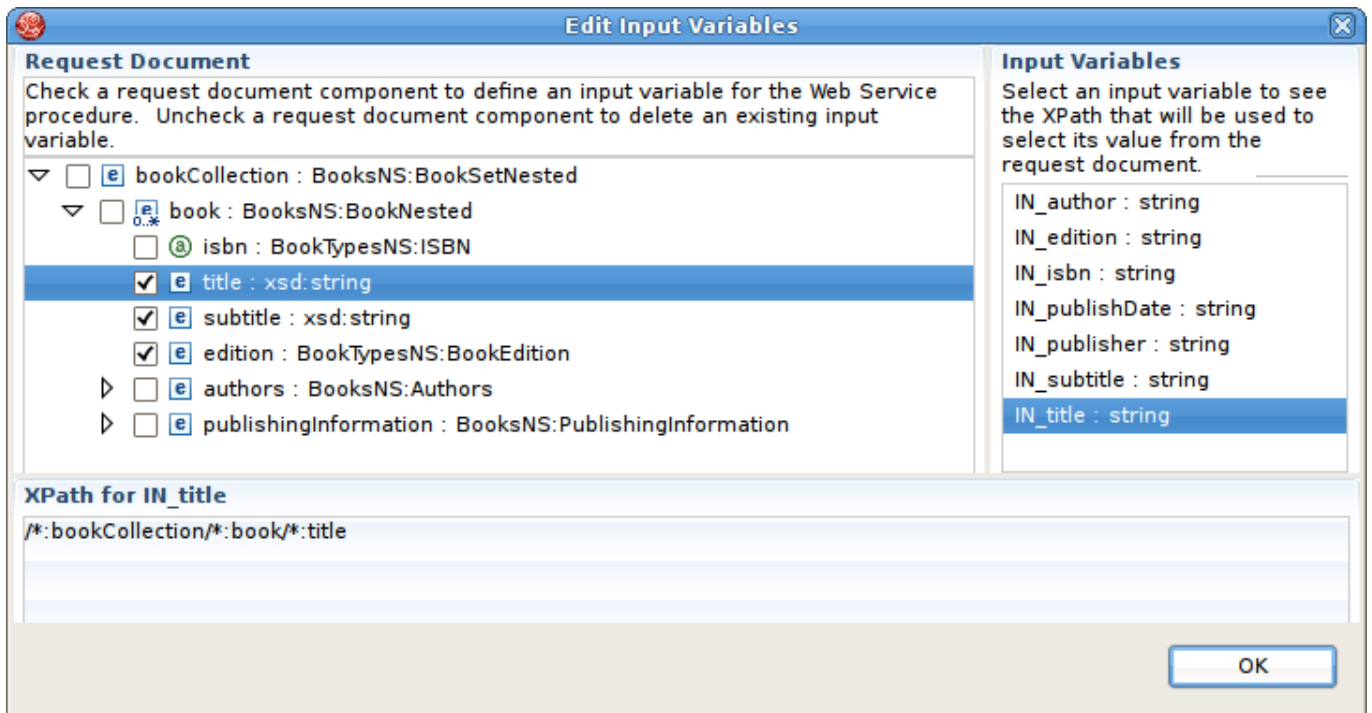 Edit Input Variables
Request Document
Check a request document component to define an input variable for the Web Service
procedure.  Uncheck a request document component to delete an existing input
variable.
e bookCollection : BooksNS:BookSetNested
e 0..* book : BooksNS:BookNested
a isbn : BookTypesNS:ISBN
e title : xsd:string
e subtitle : xsd:string
e edition : BookTypesNS:BookEdition
e authors : BooksNS:Authors
e publishingInformation : BooksNS:PublishingInformation
Input Variables
Select an input variable to see
the XPath that will be used to
select its value from the
request document.
IN_author : string
IN_edition : string
IN_isbn : string
IN_publishDate : string
IN_publisher : string
IN_subtitle : string
IN_title : string
XPath for IN_title
/*:bookCollection/*:book/*:title
OK